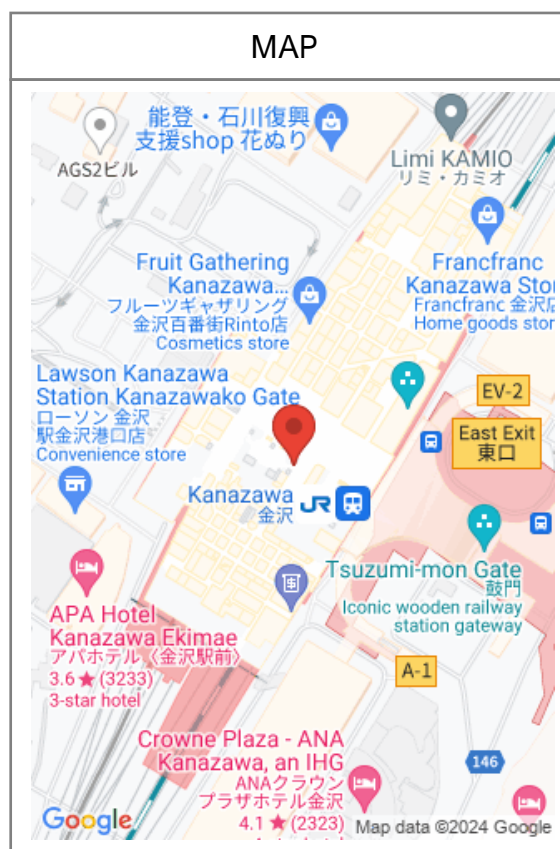 MAP
能登・石川復興
支援shop 花ぬり
AGS2ビル
Limi KAMIO
リミ・カミオ
Fruit Gathering
Kanazawa...
フルーツギャザリング
金沢百番街Rinto店
Cosmetics store
Francfranc
Kanazawa Stor
Francfranc 金沢店
Home goods stor
Lawson Kanazawa
Station Kanazawako Gate
ローソン 金沢
駅金沢港口店
Convenience store
EV-2
East Exit
東口
Kanazawa
金沢
JR
Tsuzumi-mon Gate
鼓門
Iconic wooden railway
station gateway
APA Hotel
Kanazawa Ekimae
アパホテル〈金沢駅前〉
3.6★(3233)
3-star hotel
A-1
146
Crowne Plaza - ANA
Kanazawa, an IHG
ANAクラウン
プラザホテル金沢
4.1★(2323)
Google
Map data ©2024 Google